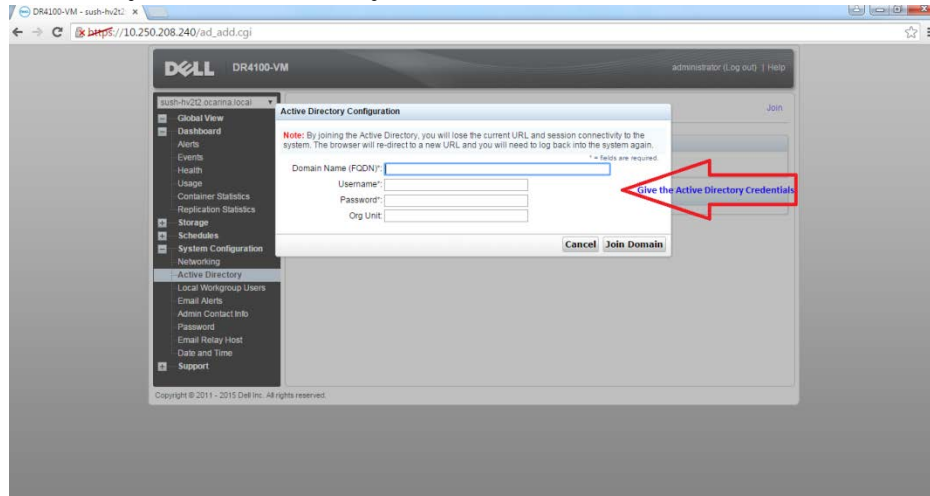 DR4100-VM - sush-hv2t2
https://10.250.208.240/ad_add.cgi
DELL DR4100-VM administrator (Log out) | Help
sush-hv2t2.ocarina.local
Join
Global View
Dashboard
Alerts
Events
Health
Usage
Container Statistics
Replication Statistics
Storage
Schedules
System Configuration
Networking
Active Directory
Local Workgroup Users
Email Alerts
Admin Contact Info
Password
Email Relay Host
Date and Time
Support
Active Directory Configuration
Note: By joining the Active Directory, you will lose the current URL and session connectivity to the
system. The browser will re-direct to a new URL and you will need to log back into the system again.
* = fields are required.
Domain Name (FQDN)*:
Username*:
Password*:
Org Unit:
Cancel Join Domain
Give the Active Directory Credentials
Copyright © 2011 - 2015 Dell Inc. All rights reserved.